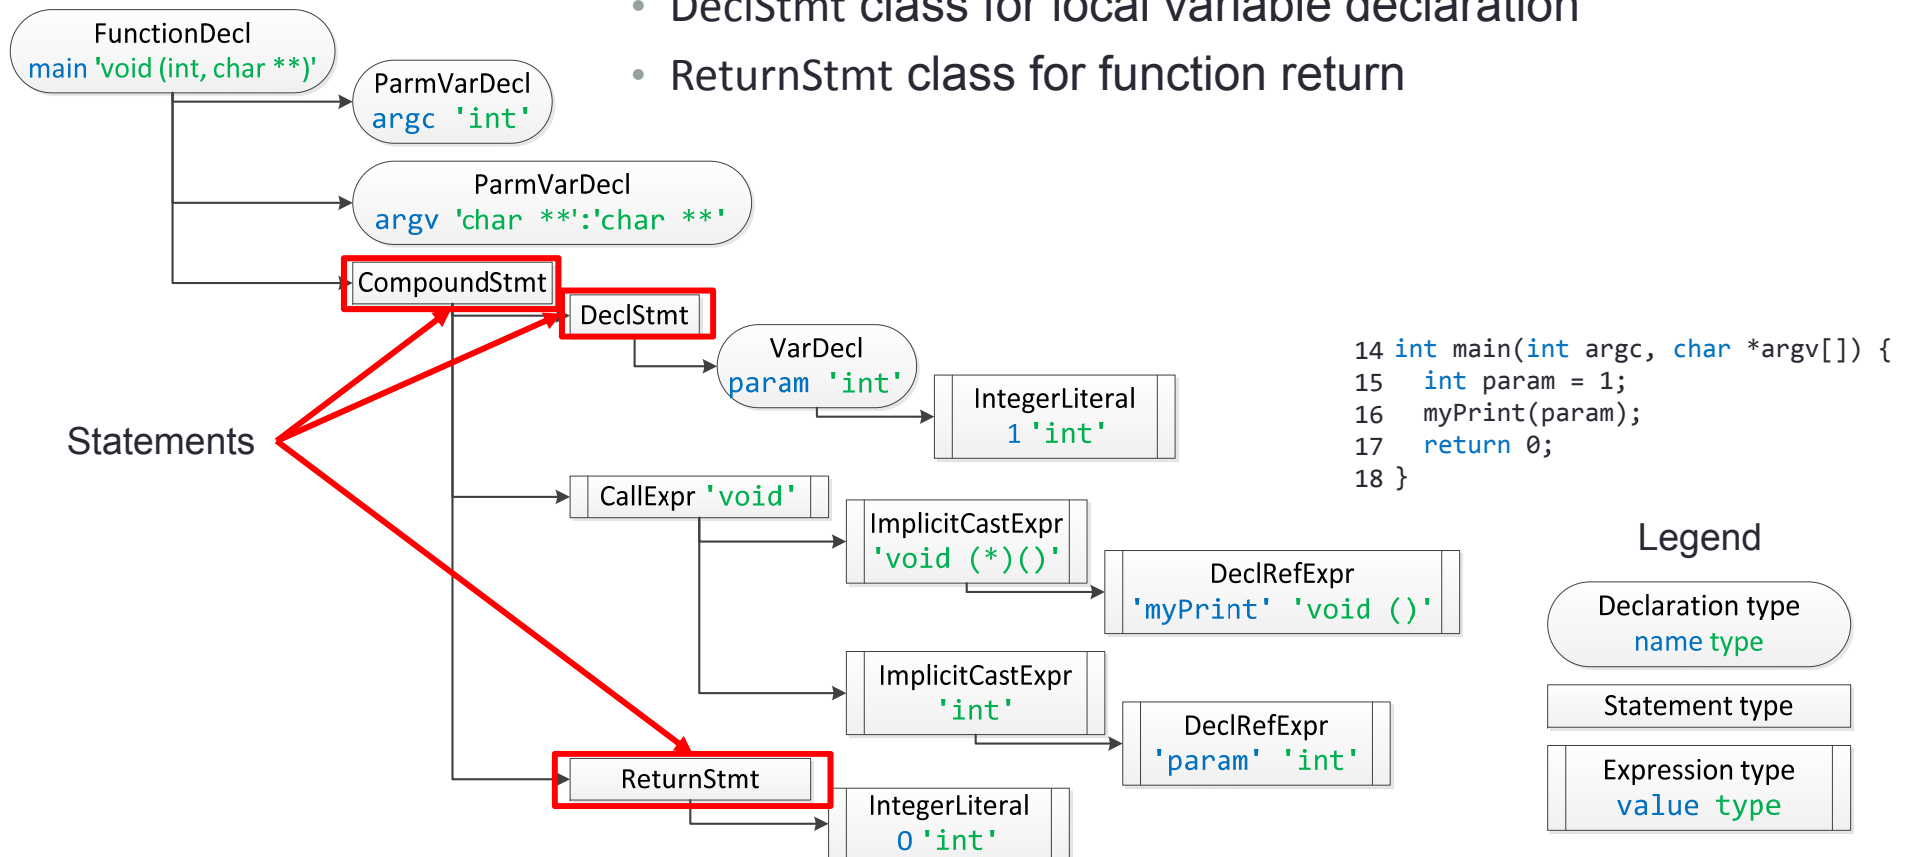 • DeclStmt class for local variable declaration
• ReturnStmt class for function return
FunctionDecl
main 'void (int, char **)'
ParmVarDecl
argc 'int'
ParmVarDecl
argv 'char **':'char **'
CompoundStmt
DeclStmt
VarDecl
param 'int'
IntegerLiteral
1 'int'
Statements
CallExpr 'void'
ImplicitCastExpr
'void (*)()'
DeclRefExpr
'myPrint' 'void ()'
ImplicitCastExpr
'int'
DeclRefExpr
'param' 'int'
ReturnStmt
IntegerLiteral
0 'int'
14 int main(int argc, char *argv[]) {
15 int param = 1;
16 myPrint(param);
17 return 0;
18 }
Legend
Declaration type
name type
Statement type
Expression type
value type